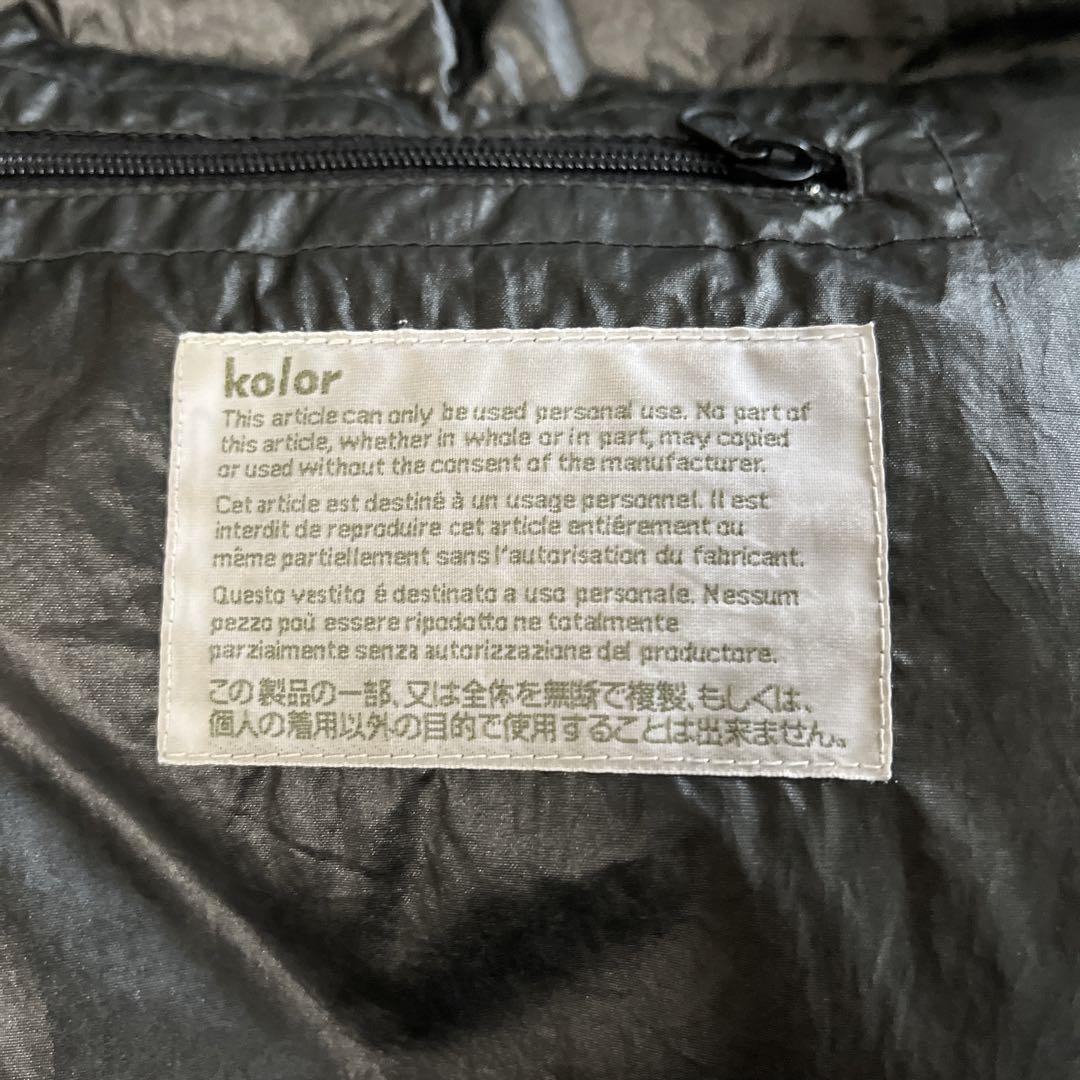 kolor
This article can only be used personal use. No part of
this article, whether in whole or in part, may copied
or used without the consent of the manufacturer.
Cet article est destiné à un usage personnel. Il est
interdit de reproduire cet article entiérement ou
même partiellement sans l'autorisation du fabricant.
Questo vestito é destinato a uso personale. Nessum
pezzo poù essere ripodotto ne totalmente
parzialmente senza autorizzazione del productore.
この製品の一部、又は全体を無断で複製、もしくは、
個人の着用以外の目的で使用することは出来ません。